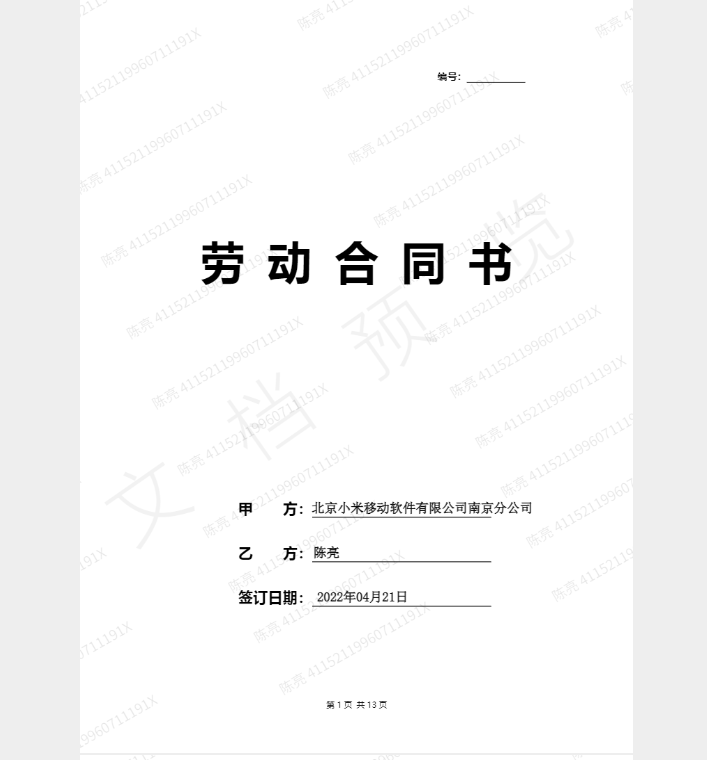 编号：
劳动合同书
文档预览
甲 方：北京小米移动软件有限公司南京分公司
乙 方：陈亮
签订日期：2022年04月21日
第 1 页 共 13 页
陈亮 41152119960711191X